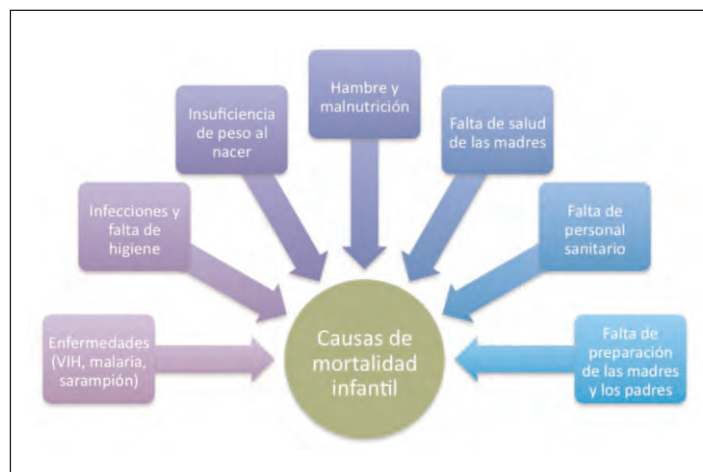 Enfermedades
(VIH, malaria,
sarampión)
Infecciones y
falta de
higiene
Insuficiencia
de peso al
nacer
Hambre y
malnutrición
Falta de salud
de las madres
Falta de
personal
sanitario
Falta de
preparación
de las madres
y los padres
Causas de
mortalidad
infantil